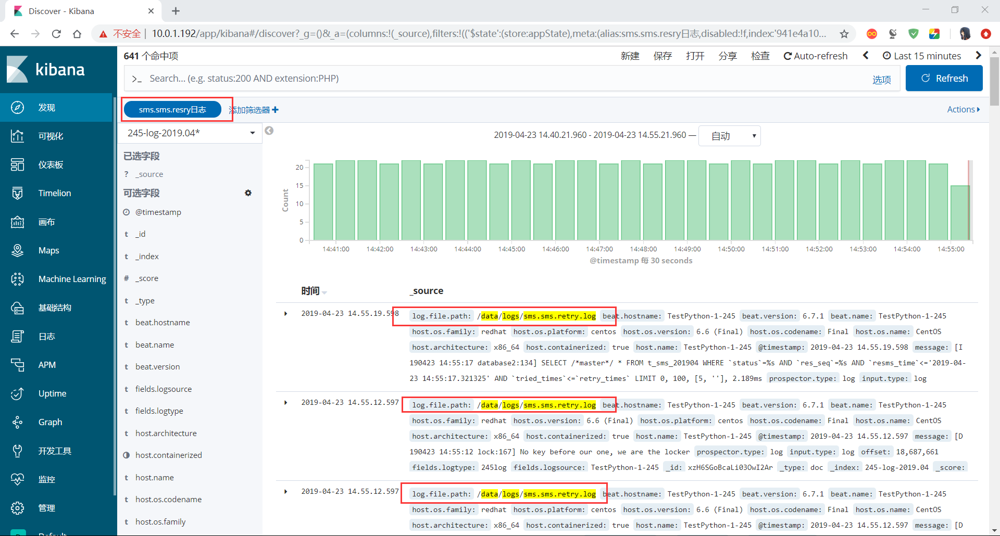 Discover - Kibana
不安全 | 10.0.1.192/app/kibana#/discover?_g=()&_a=(columns:!(_source),filters:!(('$state':(store:appState),meta:(alias:sms.sms.resry日志,disabled:!f,index:'941e4a10...
kibana
发现
可视化
仪表板
Timelion
画布
Maps
Machine Learning
基础结构
日志
APM
Uptime
Graph
开发工具
监控
管理
Default
641 个命中项
新建 保存 打开 分享 检查 Auto-refresh Last 15 minutes
>_ Search... (e.g. status:200 AND extension:PHP) 选项 Refresh
sms.sms.resry日志 添加筛选器 Actions
245-log-2019.04*
已选字段
? _source
可选字段
@timestamp
t _id
t _index
# _score
t _type
t beat.hostname
t beat.name
t beat.version
t fields.logsource
t fields.logtype
t host.architecture
host.containerized
t host.name
t host.os.codename
t host.os.family
2019-04-23 14.40.21.960 - 2019-04-23 14.55.21.960 — 自动
Count
20
15
10
5
0
14:41:00 14:42:00 14:43:00 14:44:00 14:45:00 14:46:00 14:47:00 14:48:00 14:49:00 14:50:00 14:51:00 14:52:00 14:53:00 14:54:00 14:55:00
@timestamp 每 30 seconds
时间 _source
2019-04-23 14.55.19.598 log.file.path: /data/logs/sms.sms.retry.log beat.hostname: TestPython-1-245 beat.version: 6.7.1 beat.name: TestPython-1-245
host.os.family: redhat host.os.platform: centos host.os.version: 6.6 (Final) host.os.codename: Final host.os.name: CentOS
host.architecture: x86_64 host.containerized: true host.name: TestPython-1-245 @timestamp: 2019-04-23 14.55.19.598 message: [I
190423 14:55:17 database2:134] SELECT /*master*/ * FROM t_sms_201904 WHERE `status`=%s AND `res_seq`=%s AND `resms_time`<='2019-04-
23 14:55:17.321325' AND `tried_times`<=`retry_times` LIMIT 0, 100, [5, ''], 2.189ms prospector.type: log input.type: log
2019-04-23 14.55.12.597 log.file.path: /data/logs/sms.sms.retry.log beat.hostname: TestPython-1-245 beat.version: 6.7.1 beat.name: TestPython-1-245
host.os.family: redhat host.os.version: 6.6 (Final) host.os.platform: centos host.os.codename: Final host.os.name: CentOS
host.architecture: x86_64 host.containerized: true host.name: TestPython-1-245 @timestamp: 2019-04-23 14.55.12.597 message: [D
190423 14:55:12 lock:167] No key before our one, we are the locker prospector.type: log input.type: log offset: 18,687,661
fields.logtype: 245log fields.logsource: TestPython-1-245 _id: xzH6SGoBcaLi03OwI2Ar _type: doc _index: 245-log-2019.04 _score:
2019-04-23 14.55.12.597 log.file.path: /data/logs/sms.sms.retry.log beat.hostname: TestPython-1-245 beat.version: 6.7.1 beat.name: TestPython-1-245
host.os.family: redhat host.os.platform: centos host.os.version: 6.6 (Final) host.os.codename: Final host.os.name: CentOS
host.architecture: x86_64 host.containerized: true host.name: TestPython-1-245 @timestamp: 2019-04-23 14.55.12.597 message: [D